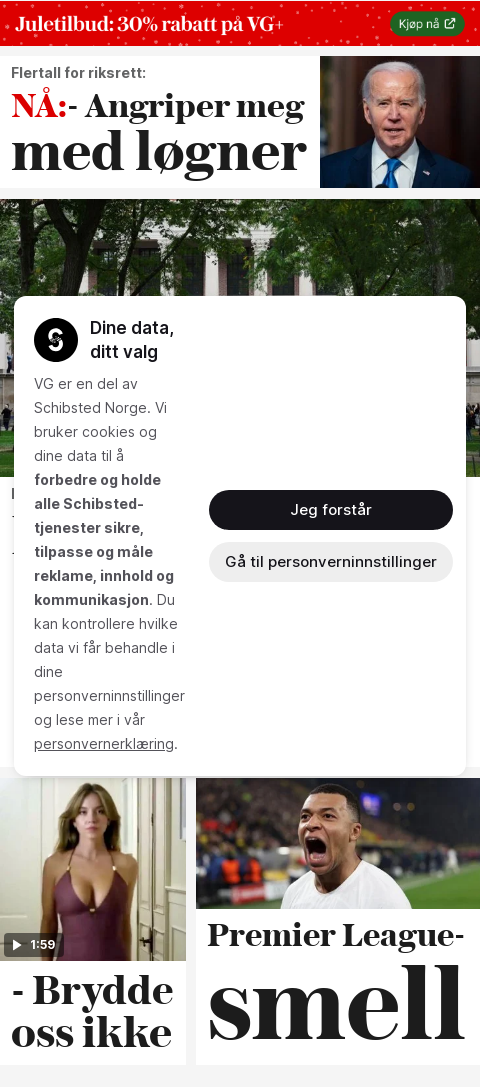 Juletilbud: 30% rabatt på VG+
Kjøp nå
Flertall for riksrett:
NÅ:- Angriper meg
med løgner
Dine data,
ditt valg
VG er en del av
Schibsted Norge. Vi
bruker cookies og
dine data til å
forbedre og holde
alle Schibsted-
tjenester sikre,
tilpasse og måle
reklame, innhold og
kommunikasjon. Du
kan kontrollere hvilke
data vi får behandle i
dine
personverninnstillinger
og lese mer i vår
personvernerklæring.
Jeg forstår
Gå til personverninnstillinger
1:59
- Brydde
oss ikke
Premier League-
smell